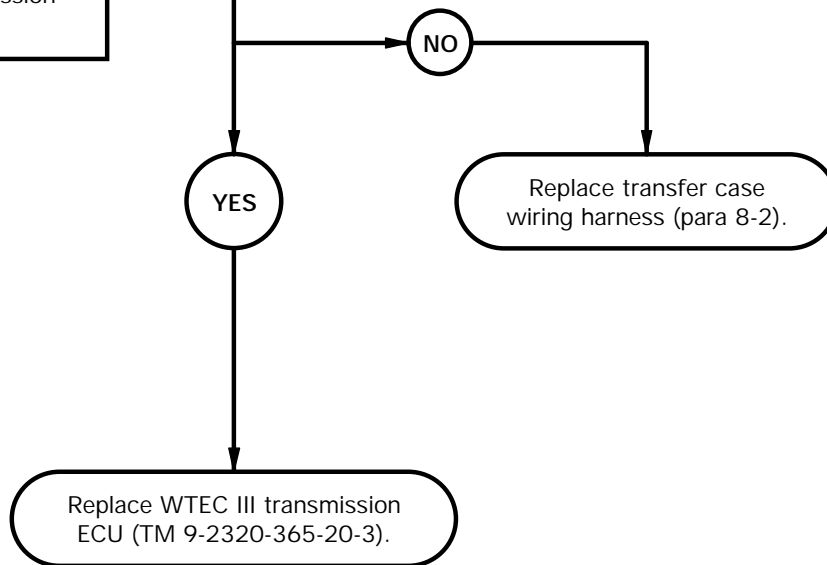 NO
YES
Replace transfer case
wiring harness (para 8-2).
Replace WTEC III transmission
ECU (TM 9-2320-365-20-3).